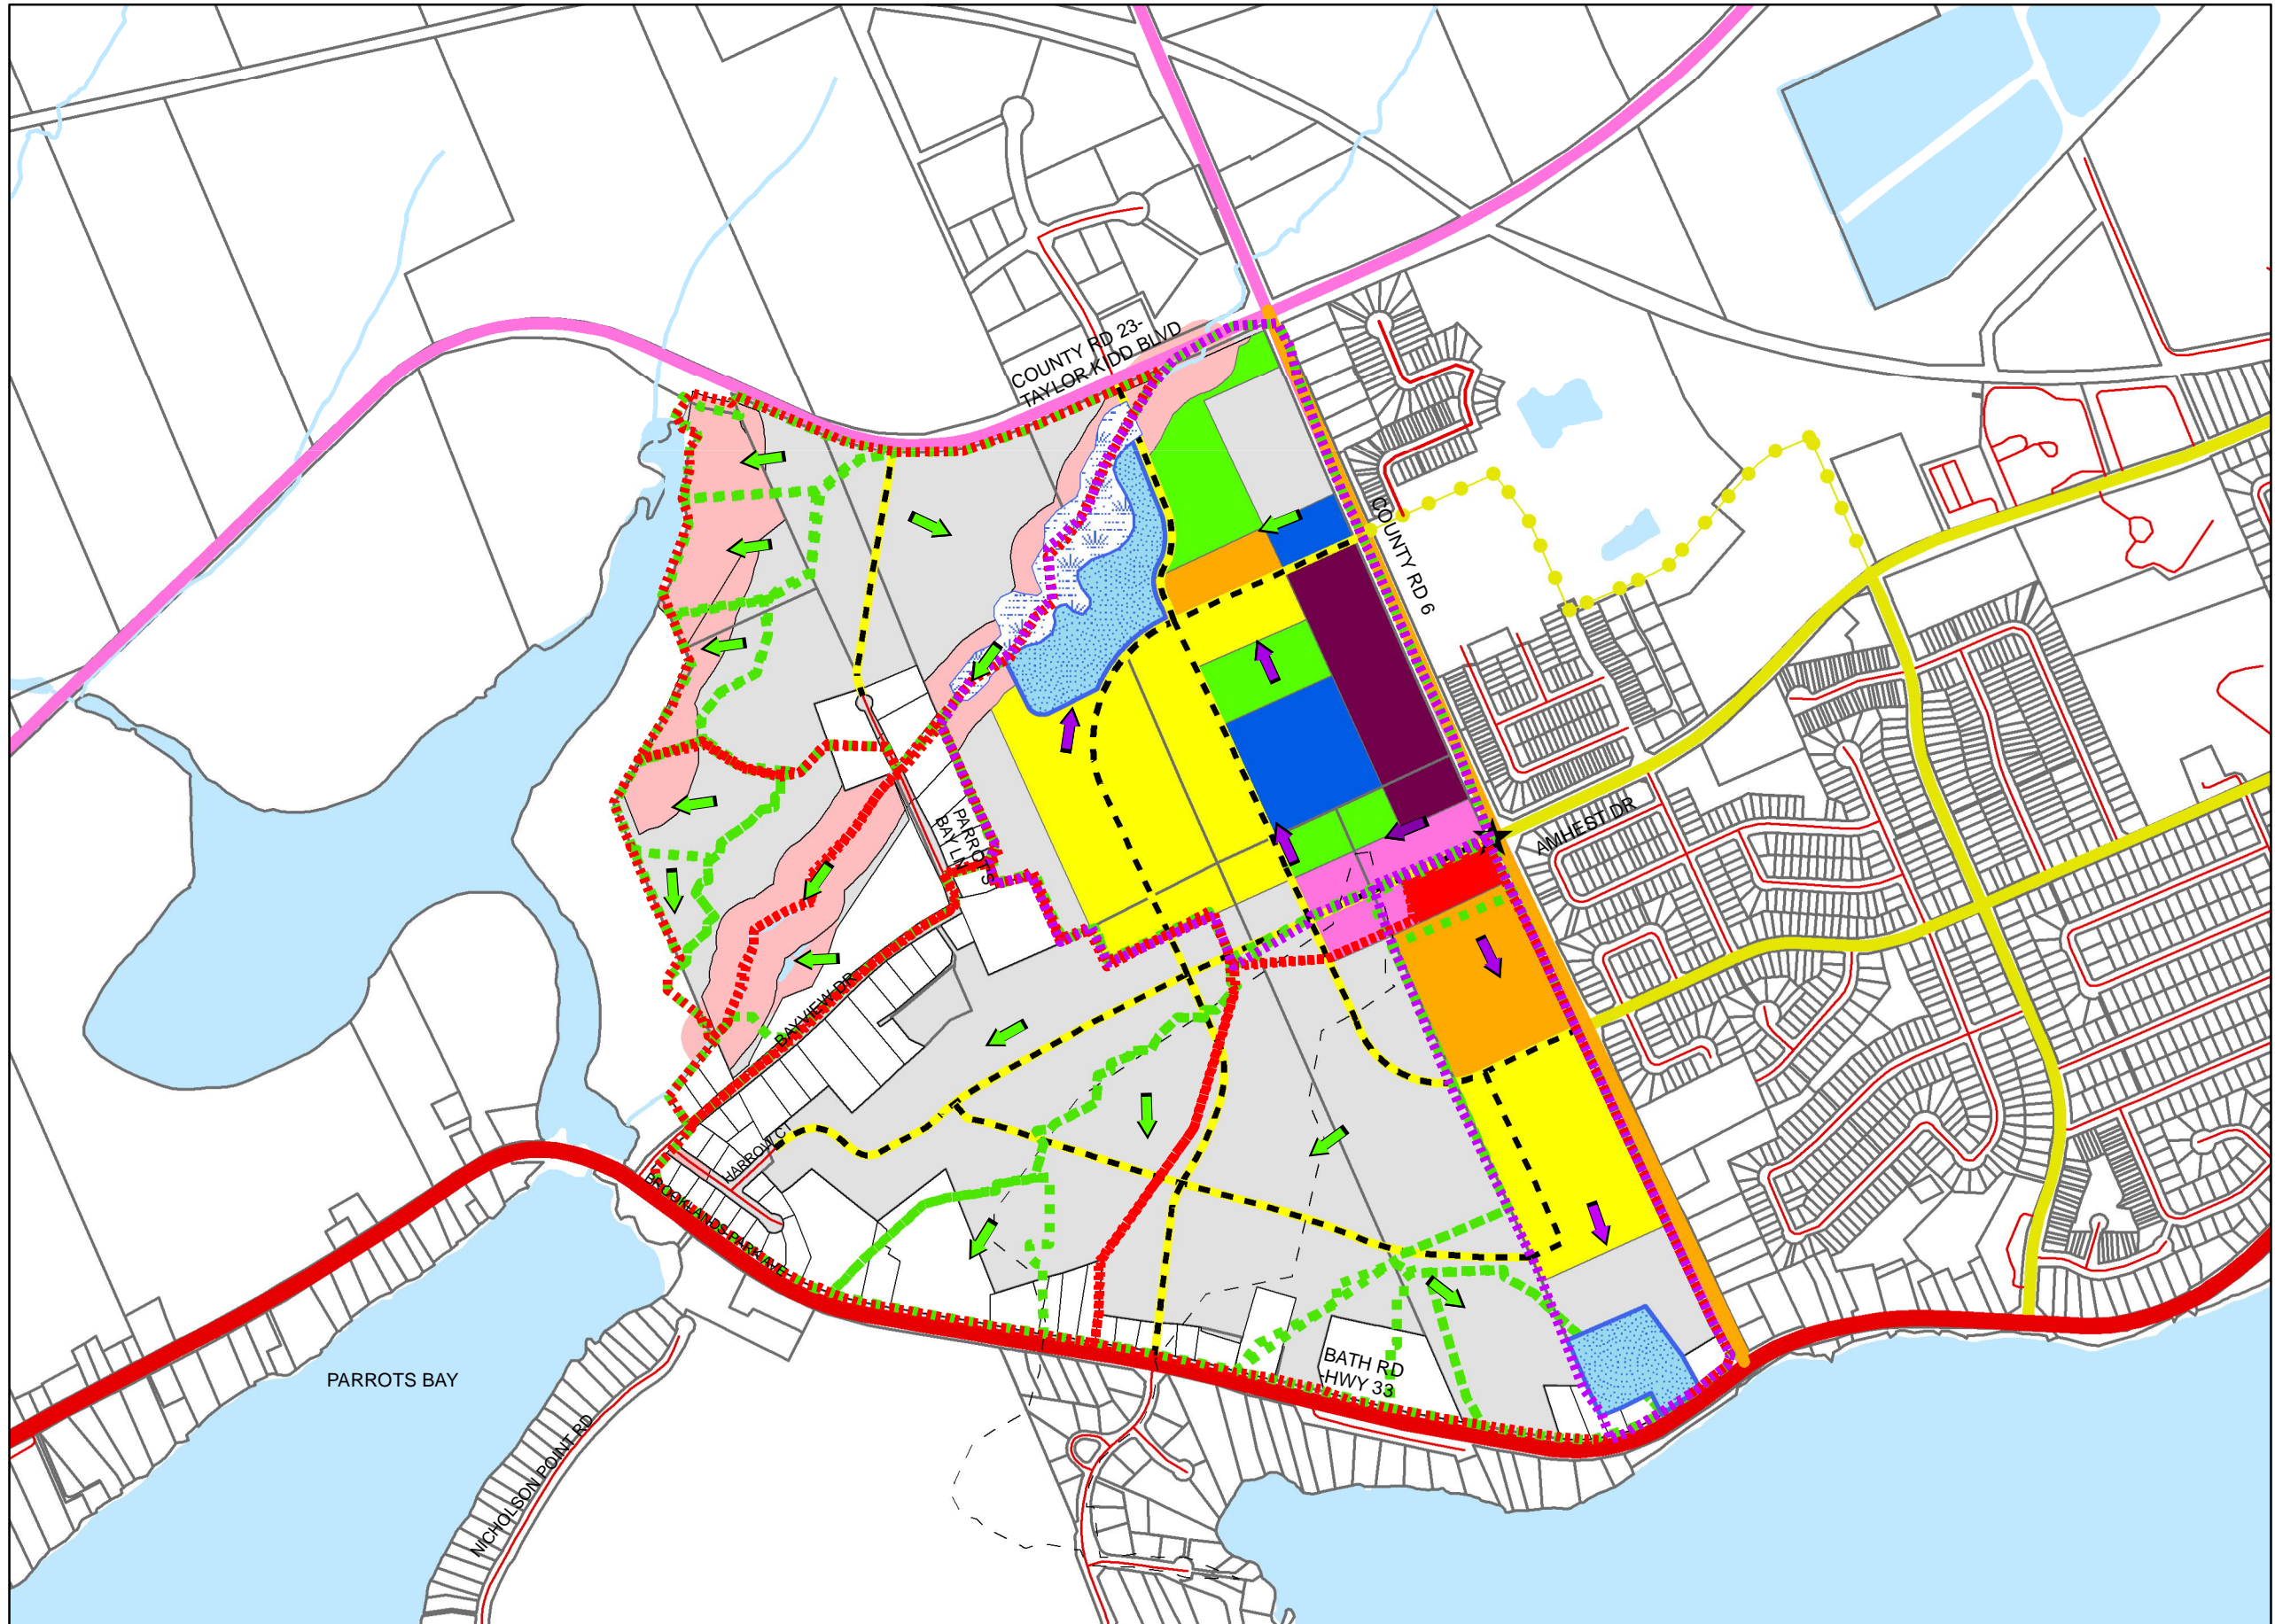 COUNTY RD 23-
TAYLOR KIDD BLVD
COUNTY RD 6
AMHEST DR
PARROTS
BAY LN
BAYVIEW DR
HARROW CT
BROOKLANDS PARK AVE
BATH RD
-HWY 33
PARROTS BAY
NICHOLSON POINT RD